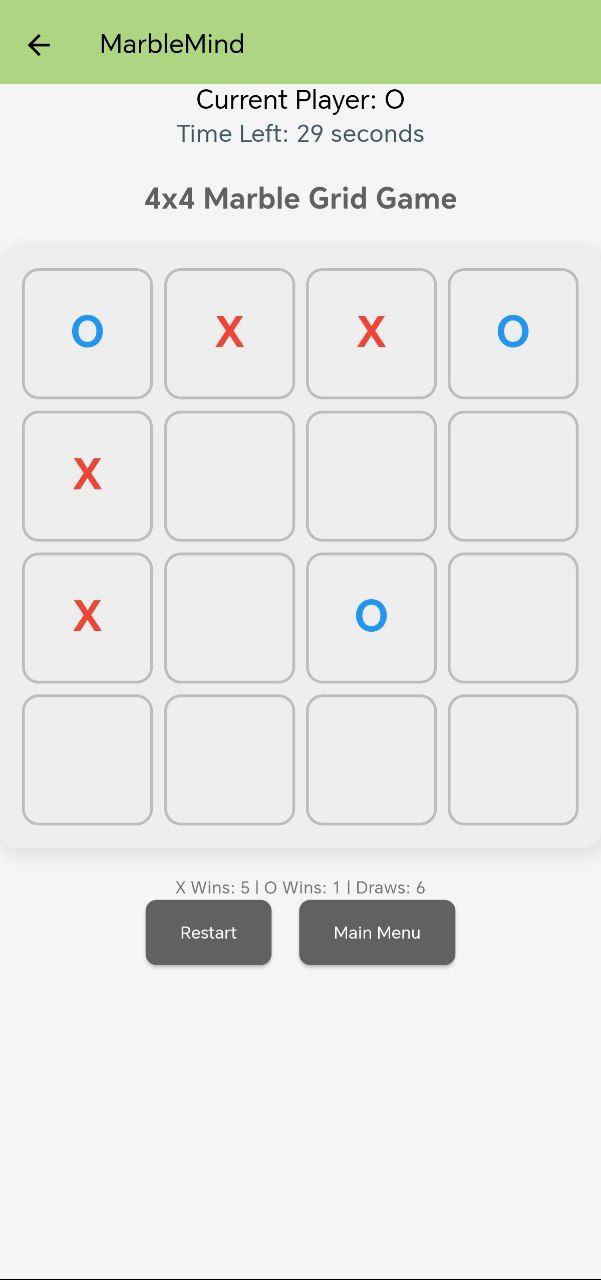 MarbleMind
Current Player: O
Time Left: 29 seconds
4x4 Marble Grid Game
O X X O
X
X O
X Wins: 5 | O Wins: 1 | Draws: 6
Restart Main Menu